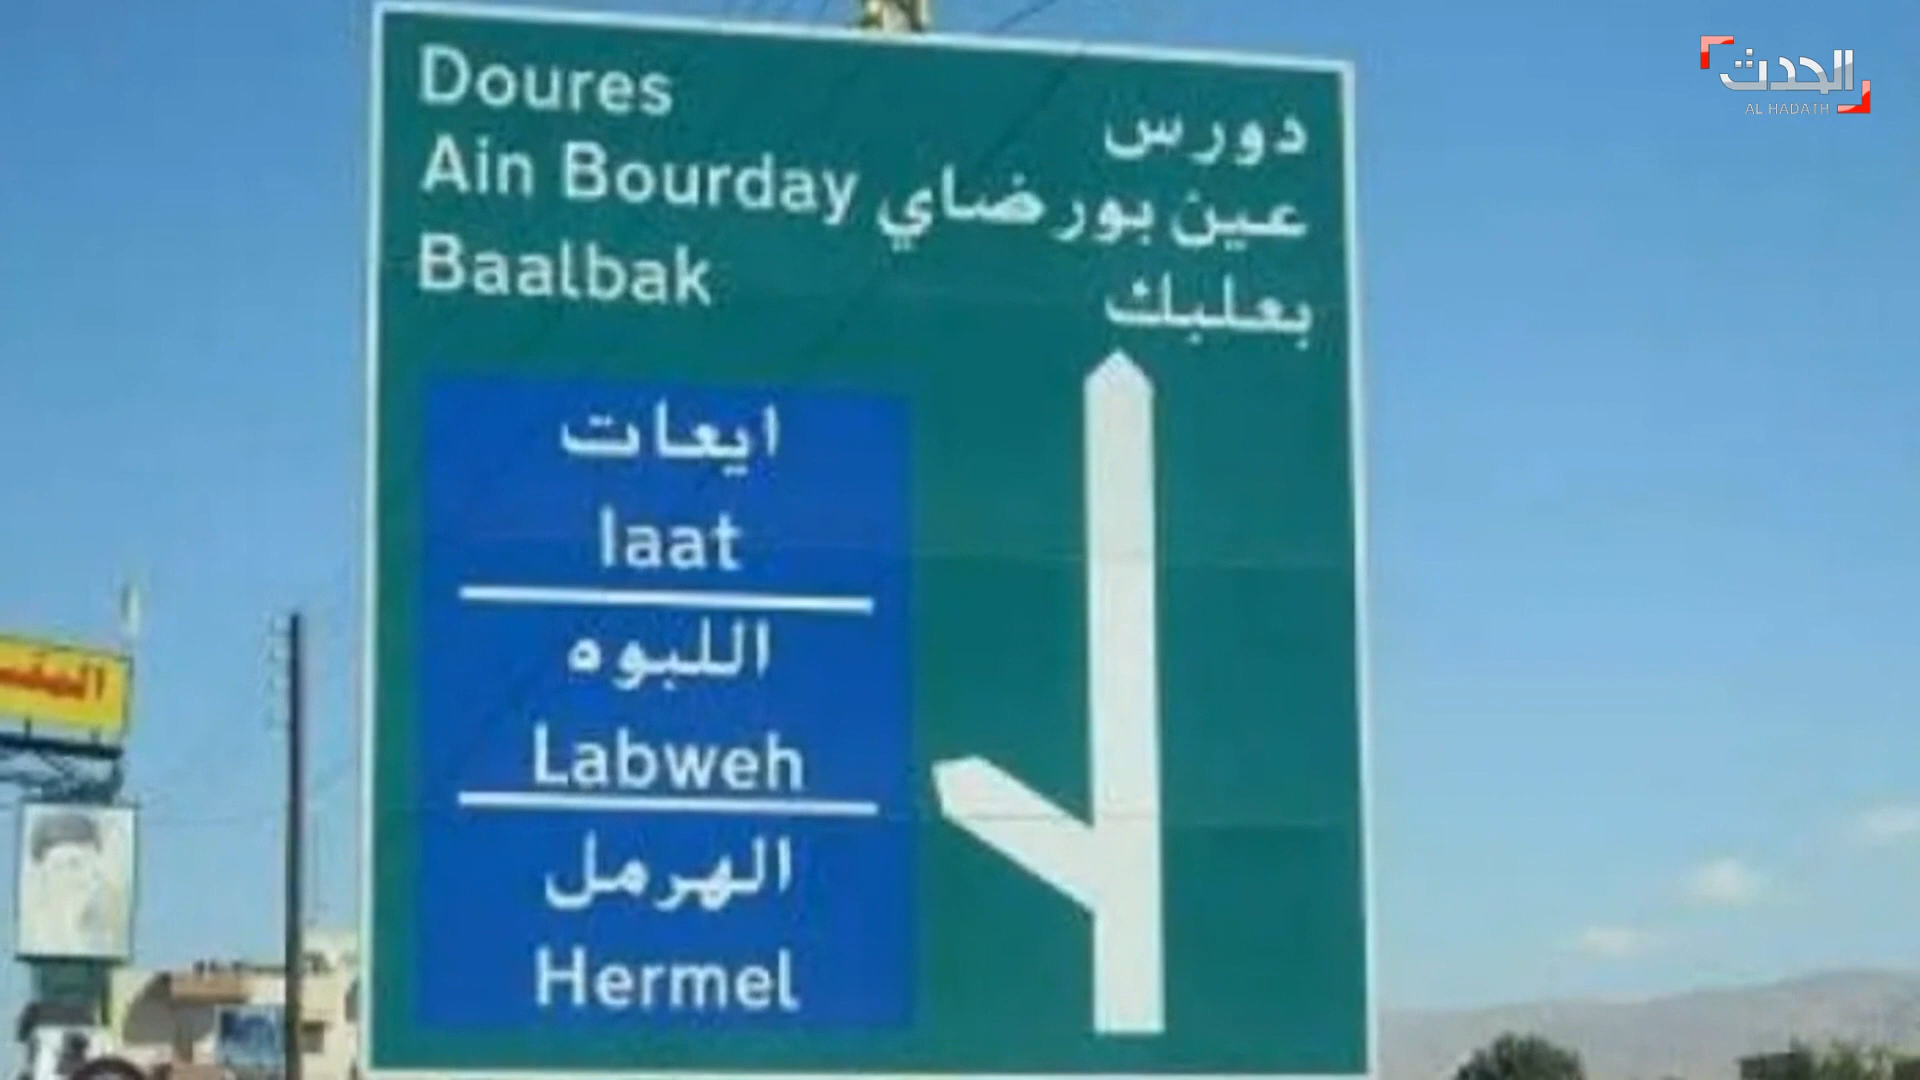 الحدث
AL HADATH
Doures
دورس
Ain Bourday
عين بورضاي
Baalbak
بعلبك
ايعات
Iaat
اللبوه
Labweh
الهرمل
Hermel